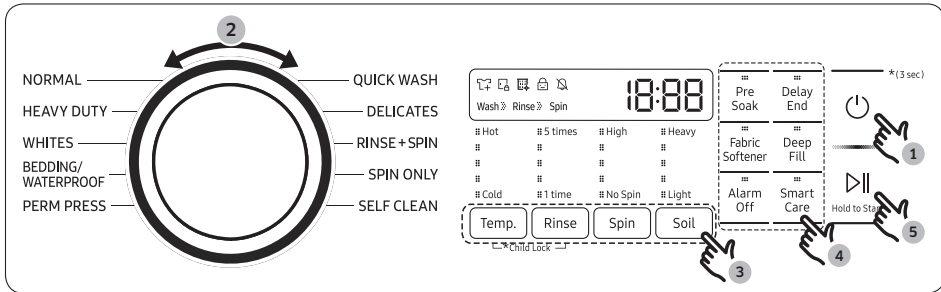 2
NORMAL
HEAVY DUTY
WHITES
BEDDING/
WATERPROOF
PERM PRESS
QUICK WASH
DELICATES
RINSE+SPIN
SPIN ONLY
SELF CLEAN
18:88
Wash» Rinse» Spin
Hot 5 times High Heavy
Cold 1 time No Spin Light
Temp. Rinse Spin Soil
*Child Lock
3
Pre
Soak
Delay
End
Fabric
Softener
Deep
Fill
Alarm
Off
Smart
Care
4
*(3 sec)
1
Hold to Start
5